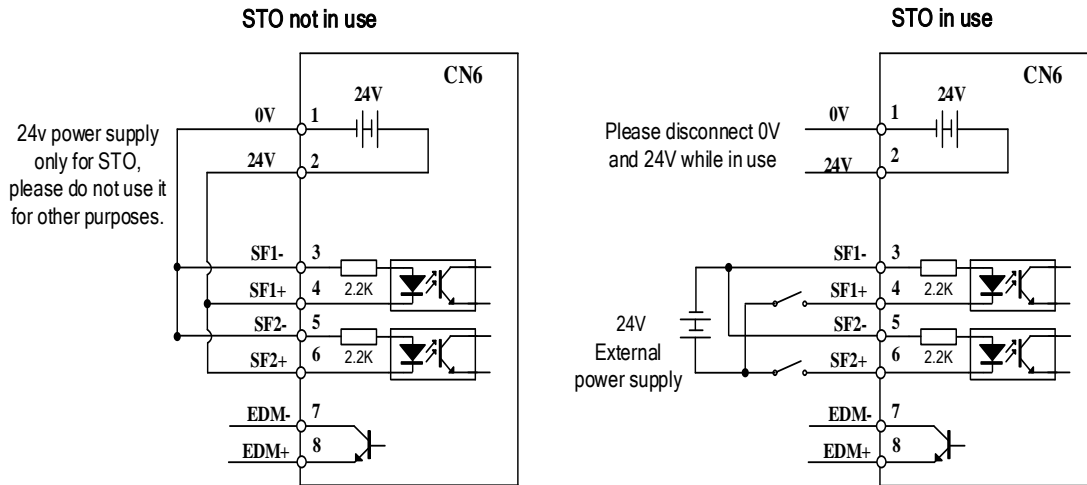 STO not in use
STO in use
CN6
24V
0V 1
24V 2
24v power supply
only for STO,
please do not use it
for other purposes.
SF1- 3
2.2K
SF1+ 4
SF2- 5
2.2K
SF2+ 6
EDM- 7
EDM+ 8
CN6
24V
0V 1
24V 2
Please disconnect 0V
and 24V while in use
SF1- 3
2.2K
SF1+ 4
SF2- 5
2.2K
SF2+ 6
24V
External
power supply
EDM- 7
EDM+ 8